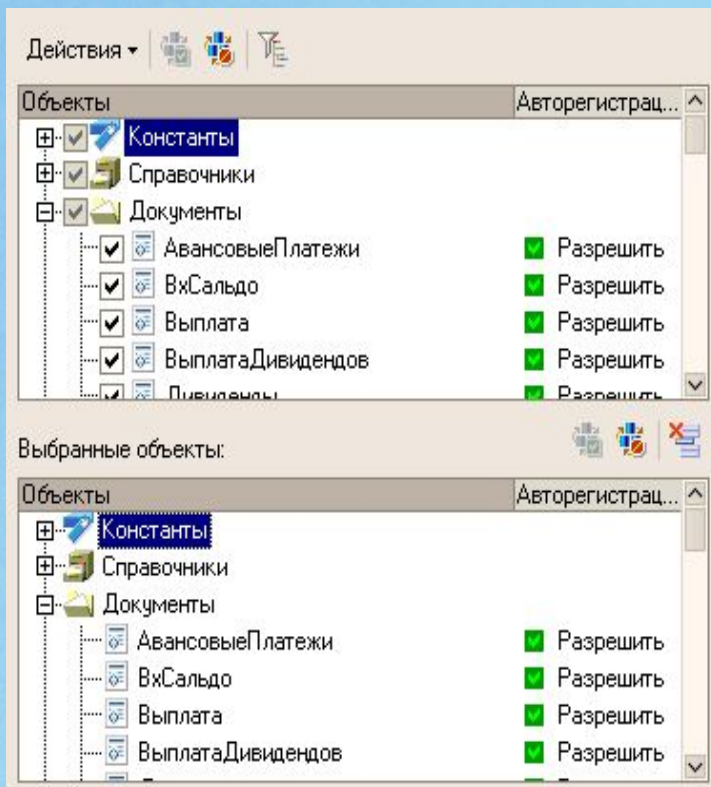 Действия
Объекты Авторегистрац...
Константы
Справочники
Документы
АвансовыеПлатежи Разрешить
ВхСальдо Разрешить
Выплата Разрешить
ВыплатаДивидендов Разрешить
Дивиденды Разрешить
Выбранные объекты:
Объекты Авторегистрац...
Константы
Справочники
Документы
АвансовыеПлатежи Разрешить
ВхСальдо Разрешить
Выплата Разрешить
ВыплатаДивидендов Разрешить